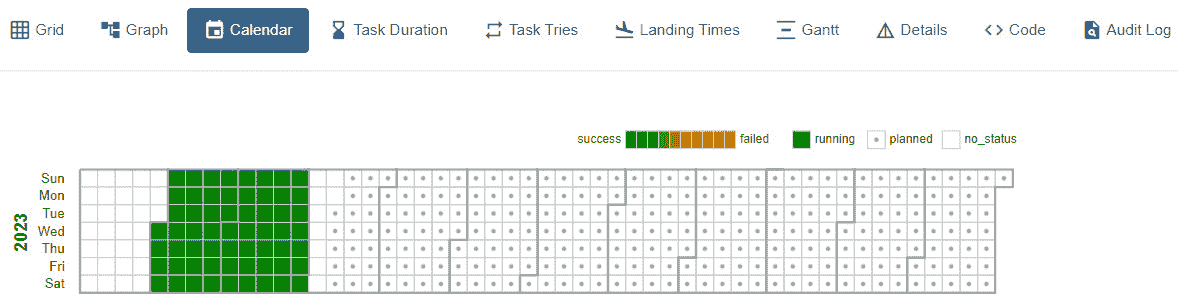 Grid Graph Calendar Task Duration Task Tries Landing Times Gantt Details Code Audit Log
success failed running planned no_status
Sun
Mon
Tue
Wed
Thu
Fri
Sat
2023